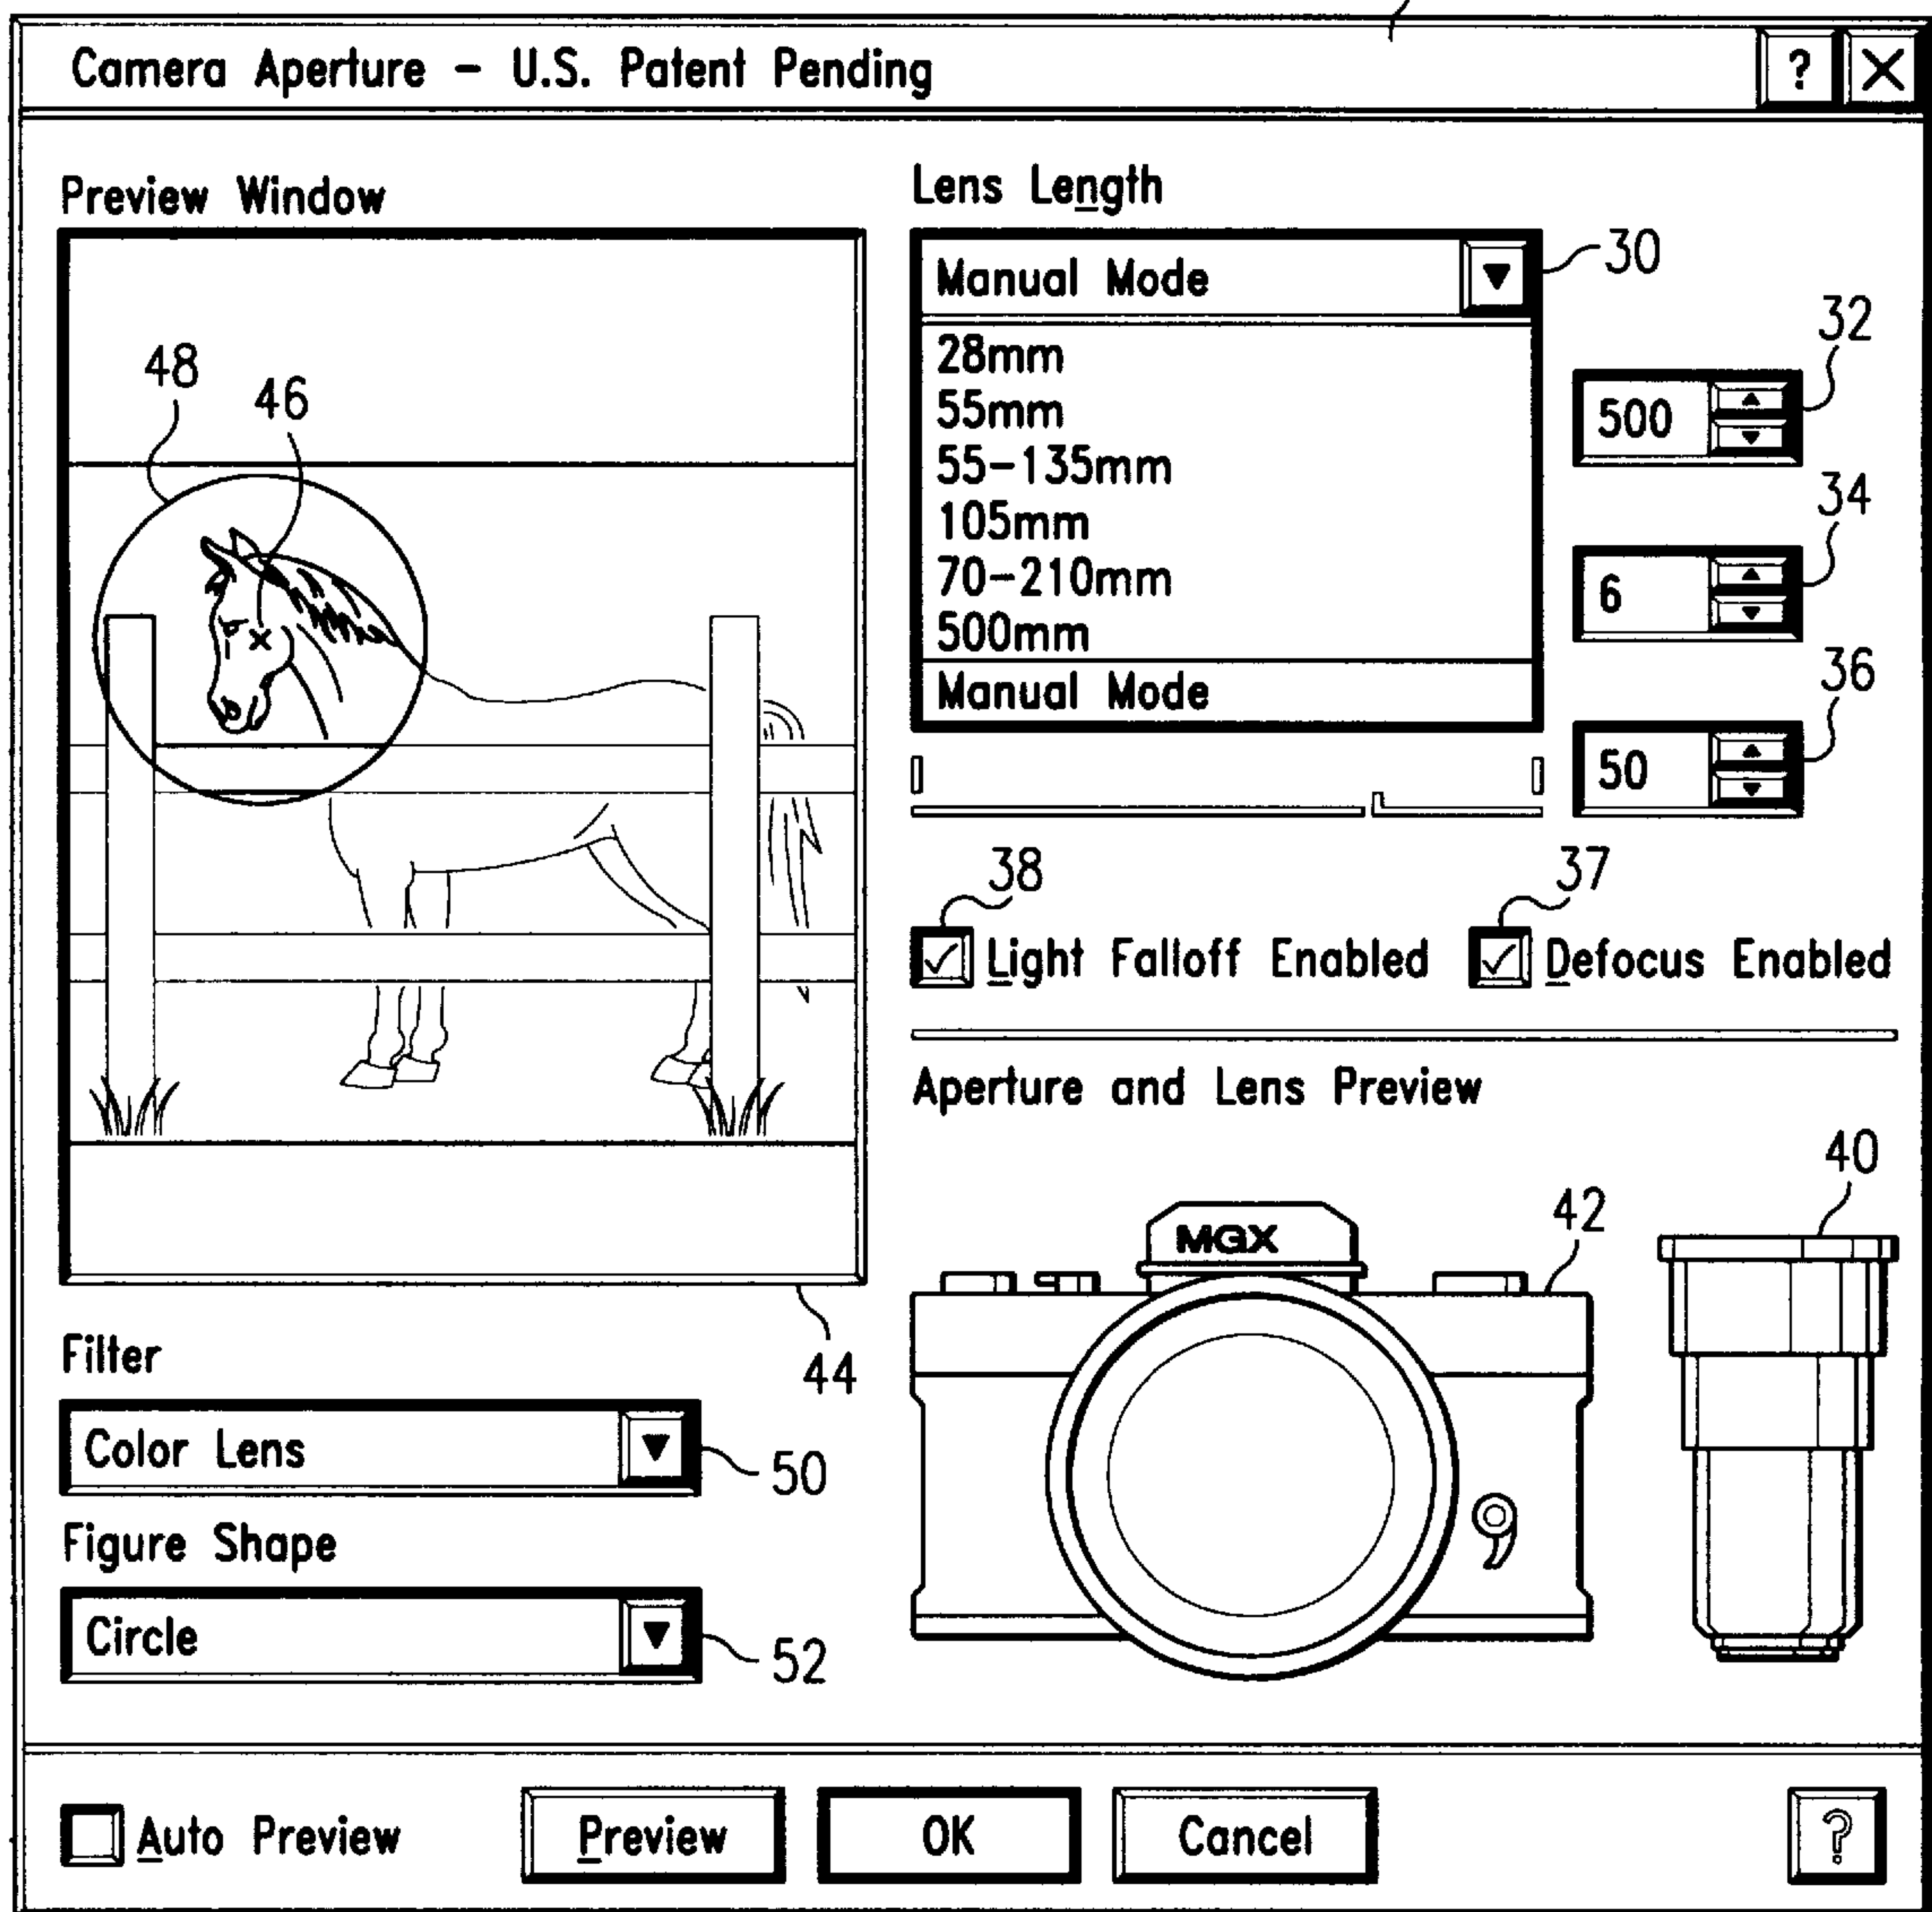 Camera Aperture - U.S. Patent Pending
?
Preview Window
48
46
44
Lens Length
Manual Mode
30
28mm
55mm
55-135mm
105mm
70-210mm
500mm
Manual Mode
500
32
6
34
50
36
38
37
Light Falloff Enabled
Defocus Enabled
Aperture and Lens Preview
MGX
42
40
Filter
Color Lens
50
Figure Shape
Circle
52
Auto Preview
Preview
OK
Cancel
?